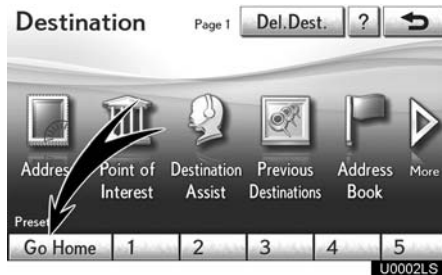 Destination Page 1 Del.Dest. ?
Address Point of Interest Destination Assist Previous Destinations Address Book More
Preset
Go Home 1 2 3 4 5
U0002LS